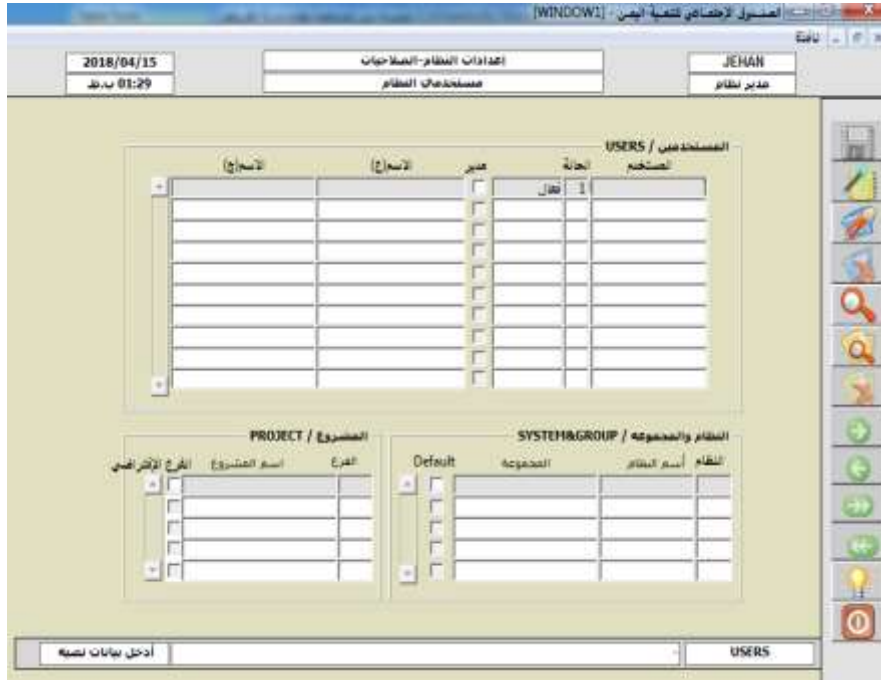 الصندوق الإجتماعي للتنمية اليمن - [WINDOW1]
نافذة
JEHAN
اعدادات النظام-الصلاحيات
2018/04/15
مدير نظام
مستخدمي النظام
01:29 ب.ظ
المستخدمين / USERS
المستخدم الحالة مدير الاسم(ع) الاسم(ج)
1 فعال
النظام والمجموعه / SYSTEM&GROUP
النظام أسم النظام المجموعة Default
المشروع / PROJECT
الفرع اسم المشروع الفرع الإفتراضي
USERS
أدخل بيانات نصية